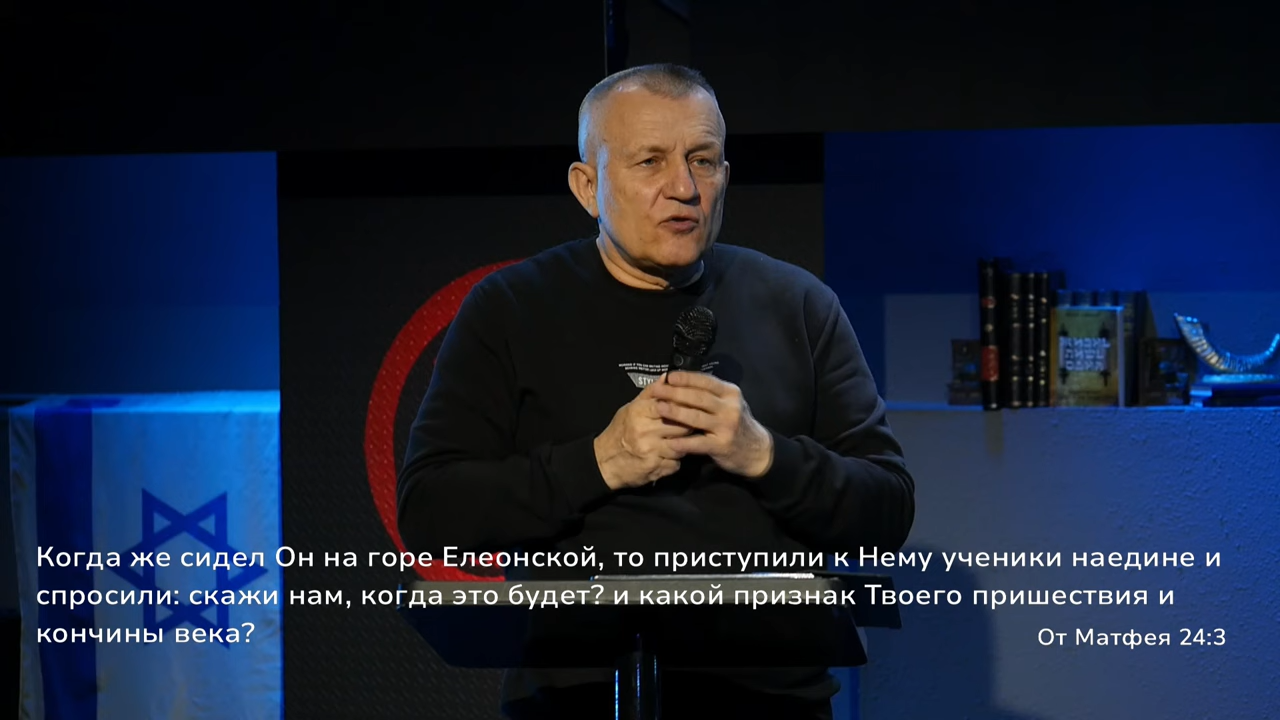 Когда же сидел Он на горе Елеонской, то приступили к Нему ученики наедине и
спросили: скажи нам, когда это будет? и какой признак Твоего пришествия и
кончины века?
От Матфея 24:3